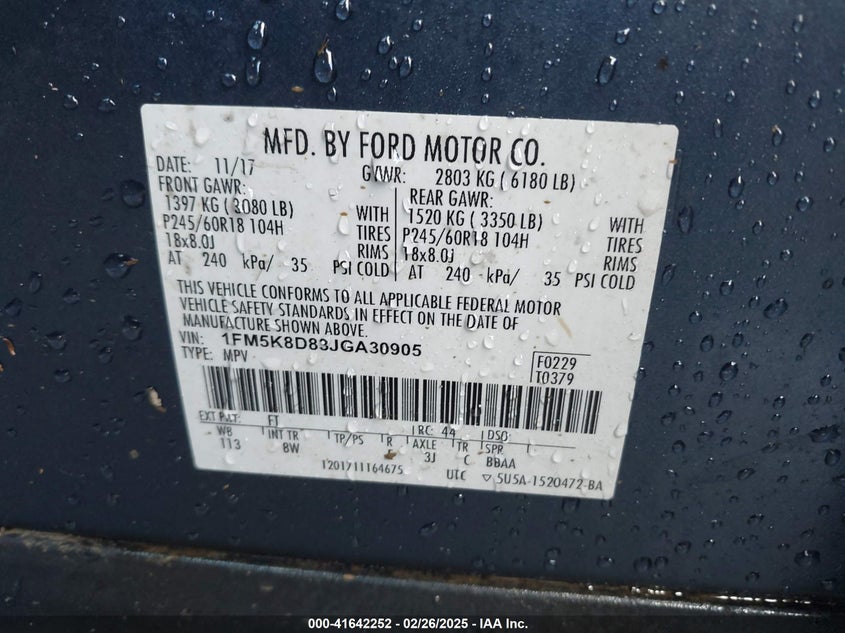 MFD. BY FORD MOTOR CO.
DATE: 11/17 GVWR: 2803 KG ( 6180 LB)
FRONT GAWR: REAR GAWR:
1397 KG ( 3080 LB) WITH 1520 KG ( 3350 LB) WITH
P245/60R18 104H TIRES P245/60R18 104H TIRES
18x8.0J RIMS 18x8.0J RIMS
AT 240 kPa/ 35 PSI COLD AT 240 kPa/ 35 PSI COLD
THIS VEHICLE CONFORMS TO ALL APPLICABLE FEDERAL MOTOR
VEHICLE SAFETY STANDARDS IN EFFECT ON THE DATE OF
MANUFACTURE SHOWN ABOVE.
VIN: 1FM5K8D83JGA30905
TYPE: MPV
F0229
T0379
EXT PNT: FT RC: 44 DSO:
WB INT TR TP/PS R AXLE TR SPR
113 8W 3J C BBAA
1201711164675 UTC ▽ 5U5A-1520472-BA
000-41642252 - 02/26/2025 - IAA Inc.